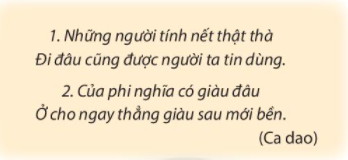 1. Những người tính nết thật thà
Đi đâu cũng được người ta tin dùng.
2. Của phi nghĩa có giàu đâu
Ở cho ngay thẳng giàu sau mới bền.
(Ca dao)